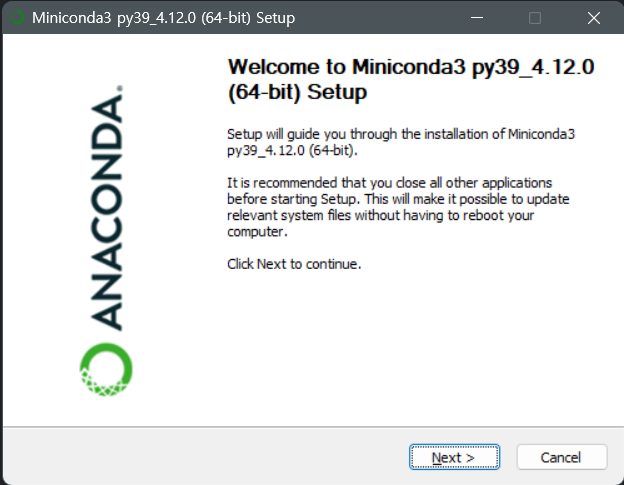 Miniconda3 py39_4.12.0 (64-bit) Setup
ANACONDA.
Welcome to Miniconda3 py39_4.12.0
(64-bit) Setup
Setup will guide you through the installation of Miniconda3
py39_4.12.0 (64-bit).
It is recommended that you close all other applications
before starting Setup. This will make it possible to update
relevant system files without having to reboot your
computer.
Click Next to continue.
Next >
Cancel